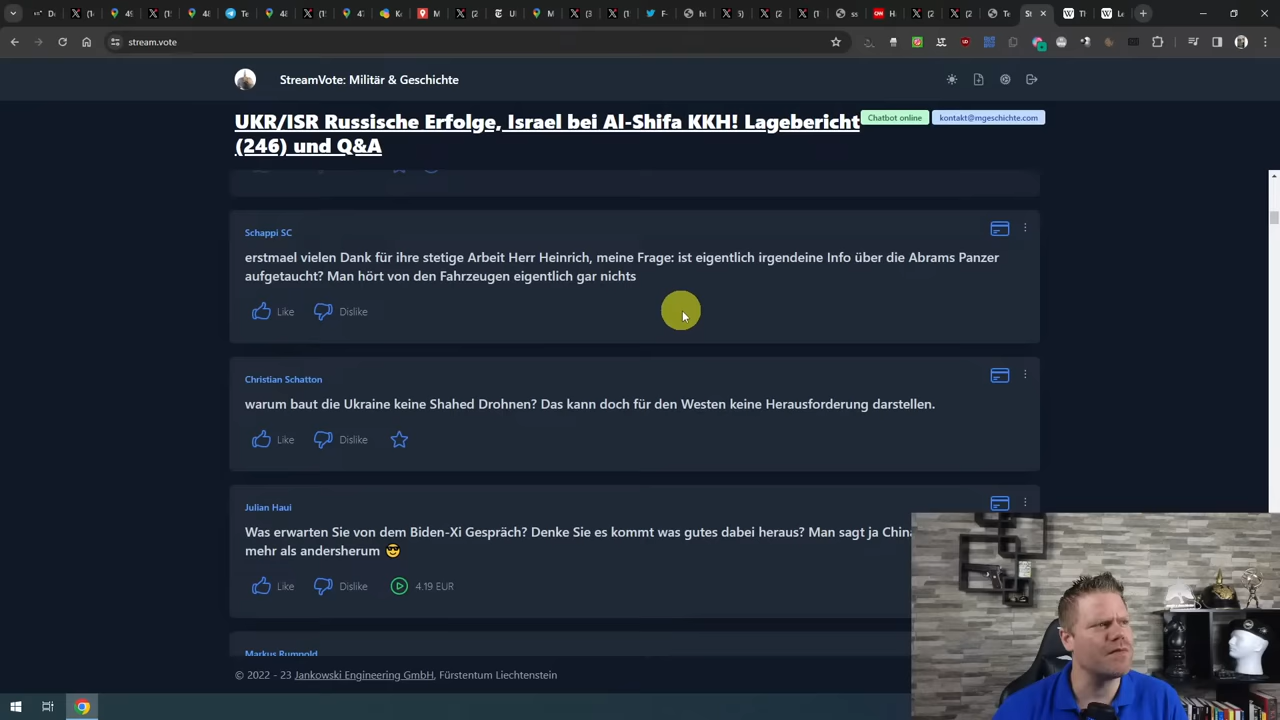 stream.vote
StreamVote: Militär & Geschichte
UKR/ISR Russische Erfolge, Israel bei Al-Shifa KKH! Lagebericht
(246) und Q&A
Chatbot online
kontakt@mgeschichte.com
Schappi SC
erstmael vielen Dank für ihre stetige Arbeit Herr Heinrich, meine Frage: ist eigentlich irgendeine Info über die Abrams Panzer
aufgetaucht? Man hört von den Fahrzeugen eigentlich gar nichts
Like Dislike
Christian Schatton
warum baut die Ukraine keine Shahed Drohnen? Das kann doch für den Westen keine Herausforderung darstellen.
Like Dislike
Julian Haui
Was erwarten Sie von dem Biden-Xi Gespräch? Denke Sie es kommt was gutes dabei heraus? Man sagt ja China
mehr als andersherum
Like Dislike 4.19 EUR
Markus Rumpold
© 2022 - 23 Jankowski Engineering GmbH, Fürstentum Liechtenstein